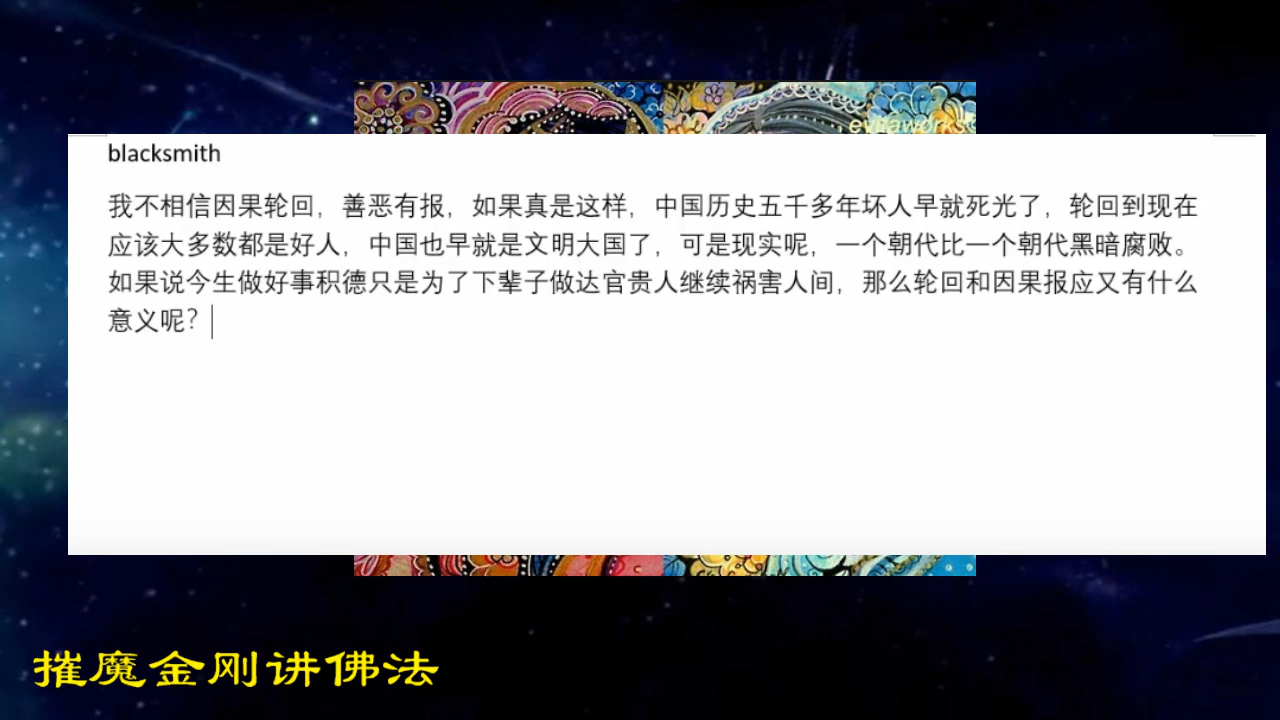 evitaworks
blacksmith
我不相信因果轮回，善恶有报，如果真是这样，中国历史五千多年坏人早就死光了，轮回到现在
应该大多数都是好人，中国也早就是文明大国了，可是现实呢，一个朝代比一个朝代黑暗腐败。
如果说今生做好事积德只是为了下辈子做达官贵人继续祸害人间，那么轮回和因果报应又有什么
意义呢？
摧魔金刚讲佛法